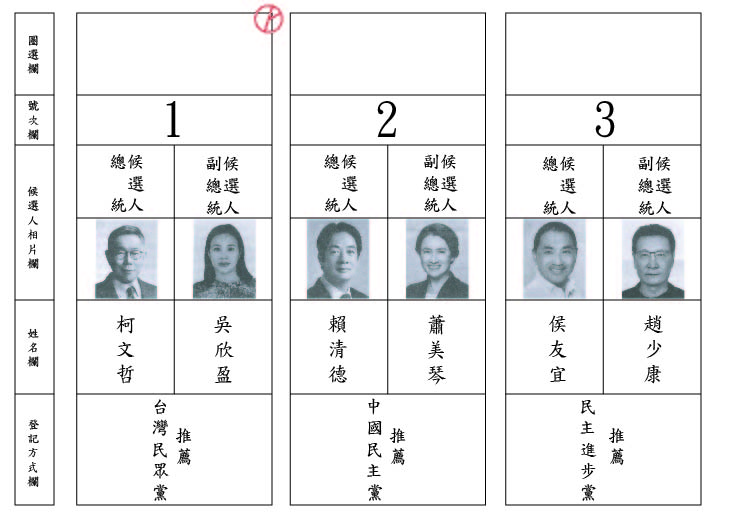 圈選欄
號次欄
候選人相片欄
姓名欄
登記方式欄
1
總統
候選人
副總統
候選人
柯文哲
吳欣盈
台灣民眾黨
推薦
2
總統
候選人
副總統
候選人
賴清德
蕭美琴
中國民主黨
推薦
3
總統
候選人
副總統
候選人
侯友宜
趙少康
民主進步黨
推薦